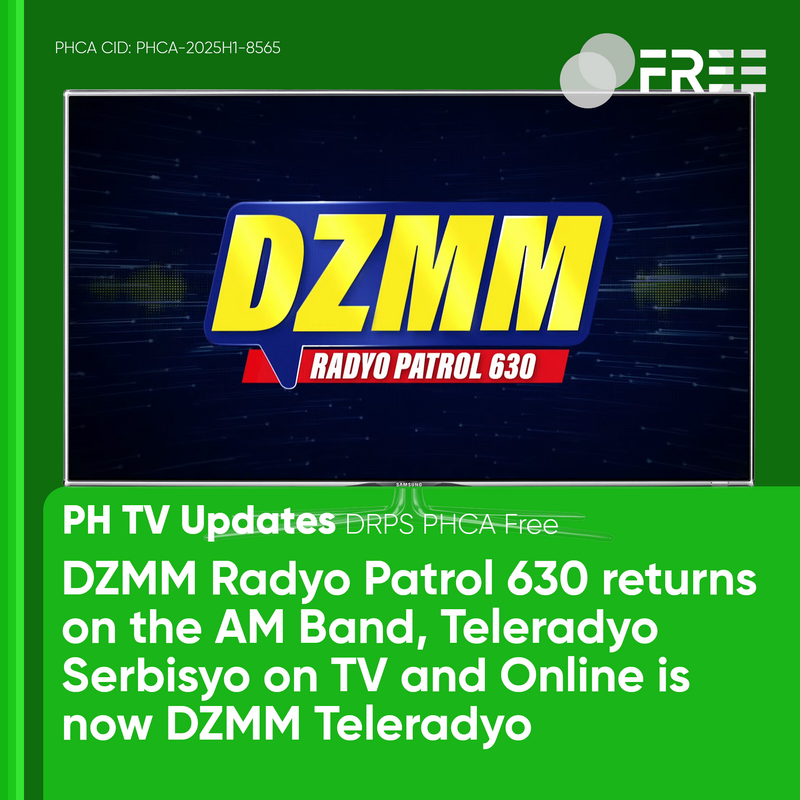 PHCA CID: PHCA-2025H1-8565
FREE
DZMM
RADYO PATROL 630
SAMSUNG
PH TV Updates DRPS PHCA Free
DZMM Radyo Patrol 630 returns
on the AM Band, Teleradyo
Serbisyo on TV and Online is
now DZMM Teleradyo